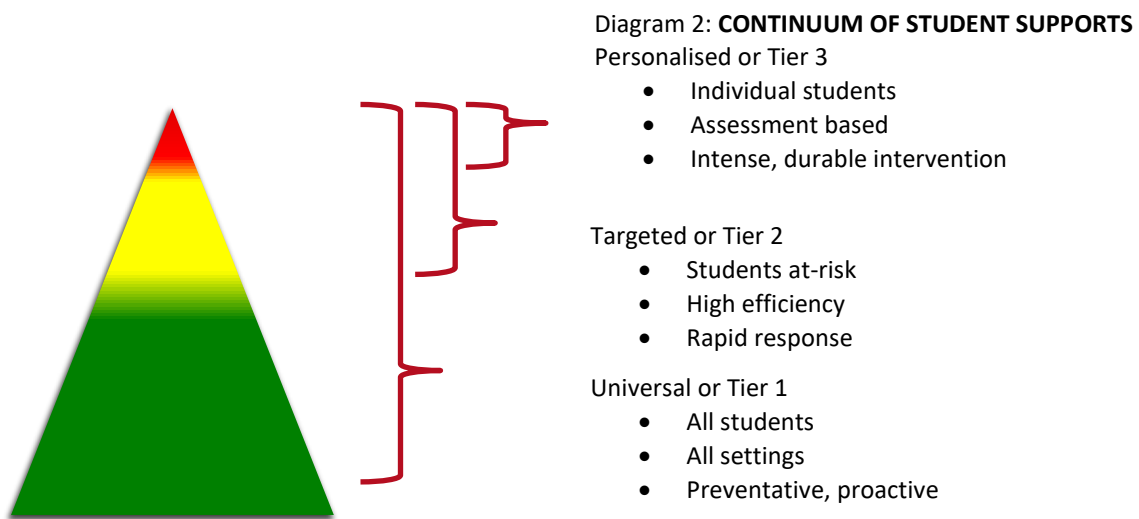 Diagram 2: CONTINUUM OF STUDENT SUPPORTS
Personalised or Tier 3
• Individual students
• Assessment based
• Intense, durable intervention
Targeted or Tier 2
• Students at-risk
• High efficiency
• Rapid response
Universal or Tier 1
• All students
• All settings
• Preventative, proactive